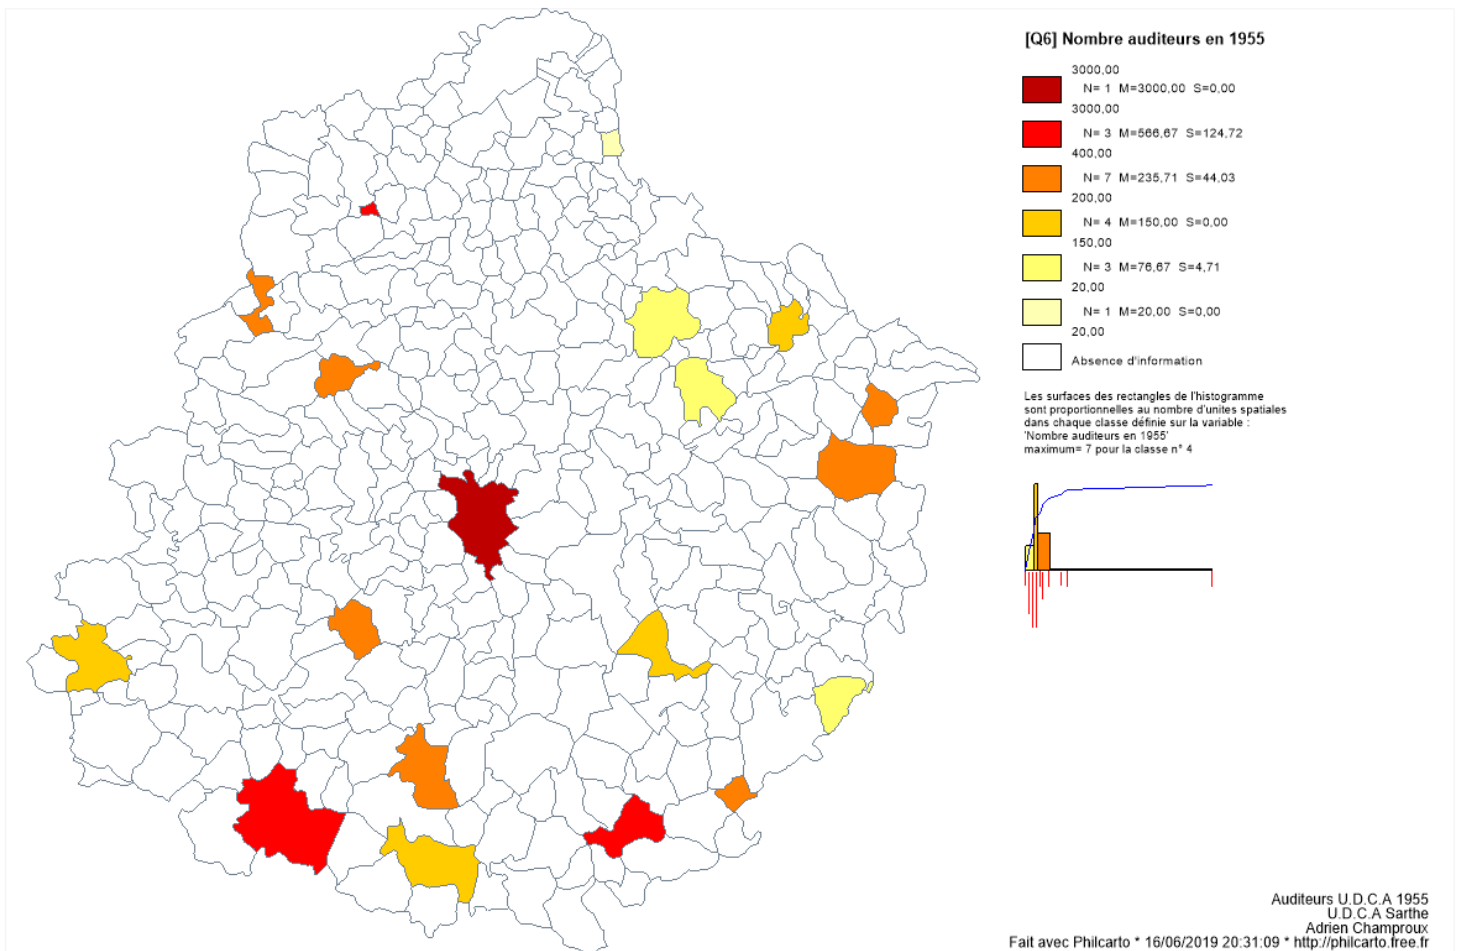 [Q6] Nombre auditeurs en 1955
3000,00
N= 1 M=3000,00 S=0,00
3000,00
N= 3 M=566,67 S=124,72
400,00
N= 7 M=235,71 S=44,03
200,00
N= 4 M=150,00 S=0,00
150,00
N= 3 M=76,67 S=4,71
20,00
N= 1 M=20,00 S=0,00
20,00
Absence d'information
Les surfaces des rectangles de l'histogramme
sont proportionnelles au nombre d'unites spatiales
dans chaque classe définie sur la variable :
'Nombre auditeurs en 1955'
maximum= 7 pour la classe n° 4
Auditeurs U.D.C.A 1955
U.D.C.A Sarthe
Adrien Champroux
Fait avec Philcarto * 16/06/2019 20:31:09 * http://philcarto.free.fr